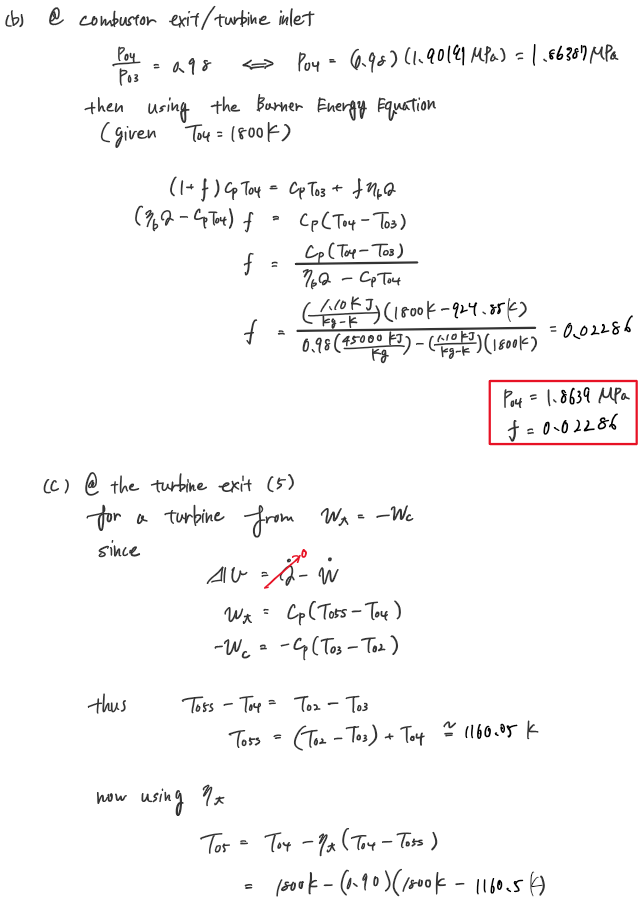 (b) @ combustor exit/turbine inlet
P04/P03 = 0.98 ⟺ P04 = (0.98)(1.90191 MPa) = 1.86387 MPa
then using the Burner Energy Equation
(given T04 = 1800K)
(1+f) Cp T04 = Cp T03 + f ηb Q
(ηb Q − Cp T04) f = Cp(T04 − T03)
f = Cp(T04 − T03) / (ηb Q − Cp T04)
f = (1.10 KJ/kg-K)(1800K − 924.85K) / (0.98(45000 KJ/kg) − (1.10 KJ/kg-K)(1800K)) = 0.02286
P04 = 1.8639 MPa
f = 0.02286
(C) @ the turbine exit (5)
for a turbine from Wt = −Wc
since
ΔU = Q̇ − Ẇ
0
Wt = Cp(T05s − T04)
−Wc = −Cp(T03 − T02)
thus T05s − T04 = T02 − T03
T05s = (T02 − T03) + T04 ≃ 1160.05 K
now using ηt
T05 = T04 − ηt(T04 − T05s)
= 1800K − (0.90)(1800K − 1160.5K)